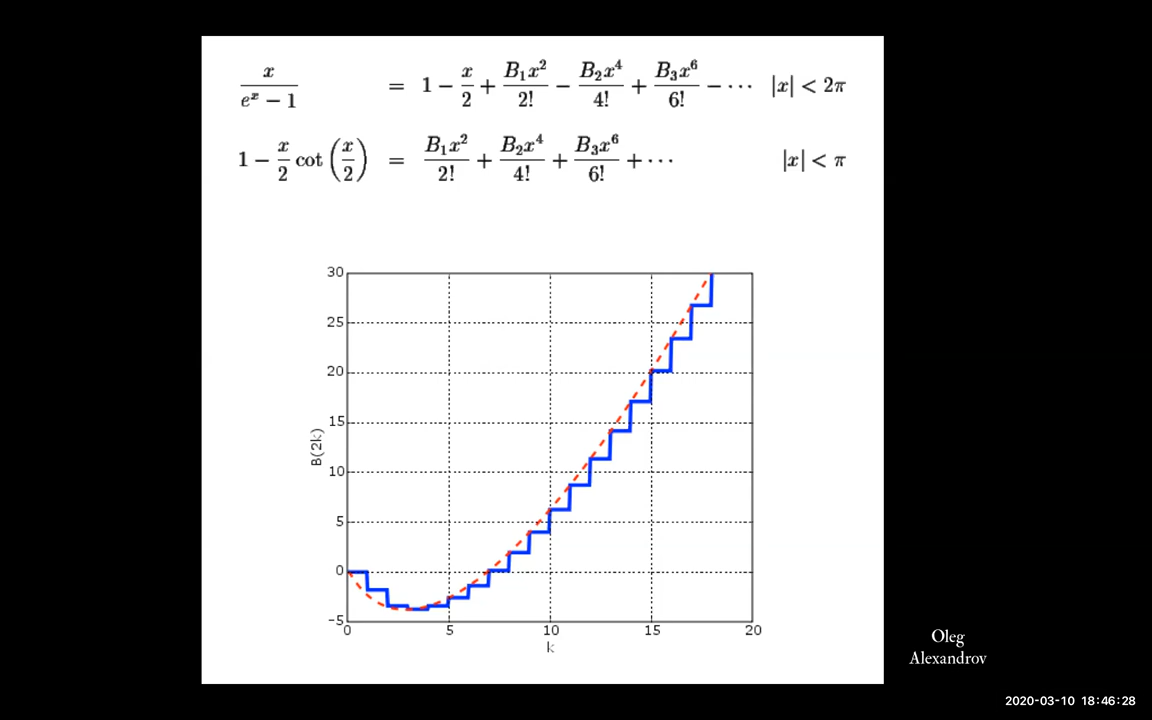 x/(e^x − 1) = 1 − x/2 + B₁x²/2! − B₂x⁴/4! + B₃x⁶/6! − ⋯ |x| < 2π
1 − x/2 cot(x/2) = B₁x²/2! + B₂x⁴/4! + B₃x⁶/6! + ⋯ |x| < π
30
25
20
15
B(2k)
10
5
0
−5
0 5 10 15 20
k
Oleg
Alexandrov
2020-03-10 18:46:28